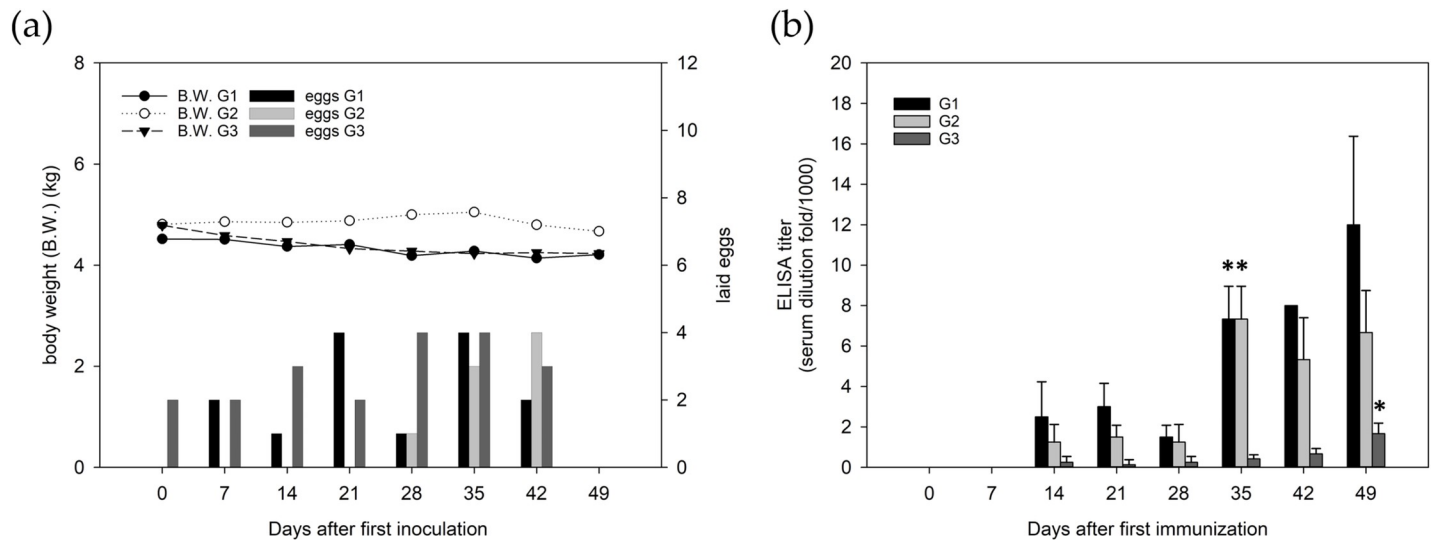 (a)
8
6
4
2
0
body weight (B.W.) (kg)
B.W. G1
B.W. G2
B.W. G3
eggs G1
eggs G2
eggs G3
12
10
8
6
4
2
0
laid eggs
0 7 14 21 28 35 42 49
Days after first inoculation
(b)
20
18
16
14
12
10
8
6
4
2
0
ELISA titer
(serum dilution fold/1000)
G1
G2
G3
**
*
0 7 14 21 28 35 42 49
Days after first immunization